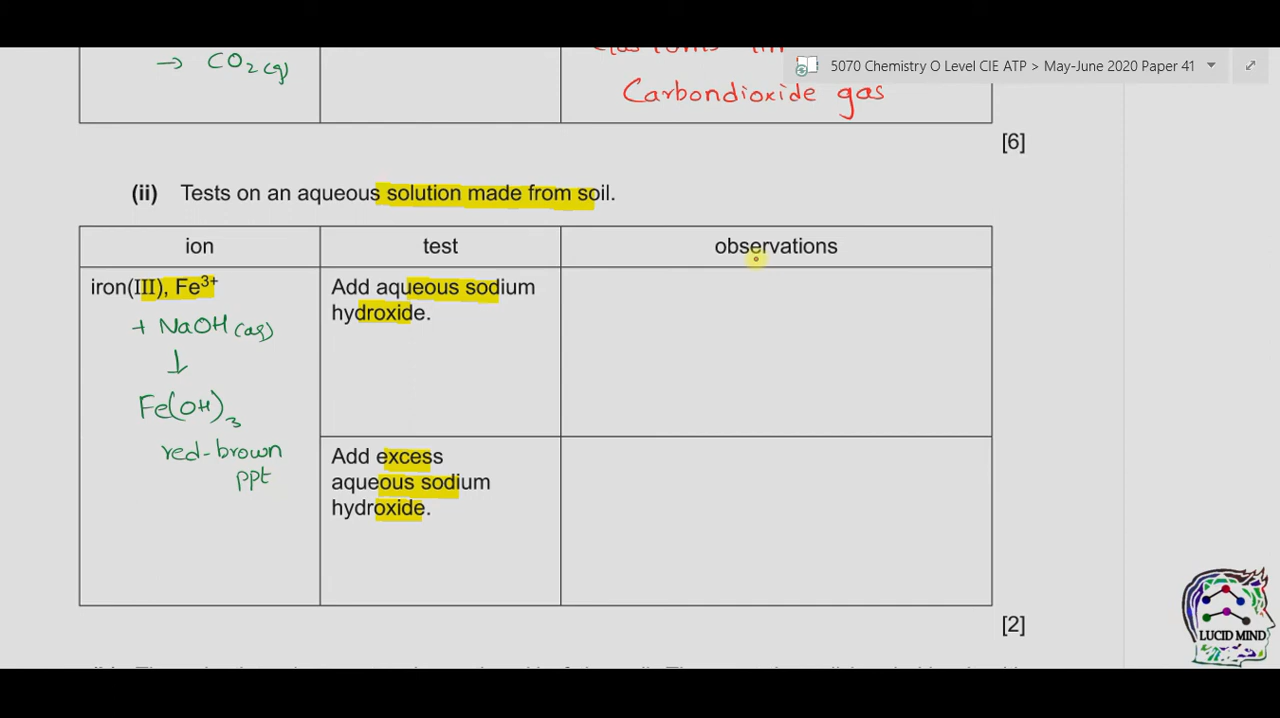 → CO2(g)
Carbondioxide gas
5070 Chemistry O Level CIE ATP > May-June 2020 Paper 41
[6]
(ii) Tests on an aqueous solution made from soil.
ion test observations
iron(III), Fe³⁺
+ NaOH(aq)
↓
Fe(OH)3
red-brown
ppt
Add aqueous sodium
hydroxide.
Add excess
aqueous sodium
hydroxide.
[2]
LUCID MIND